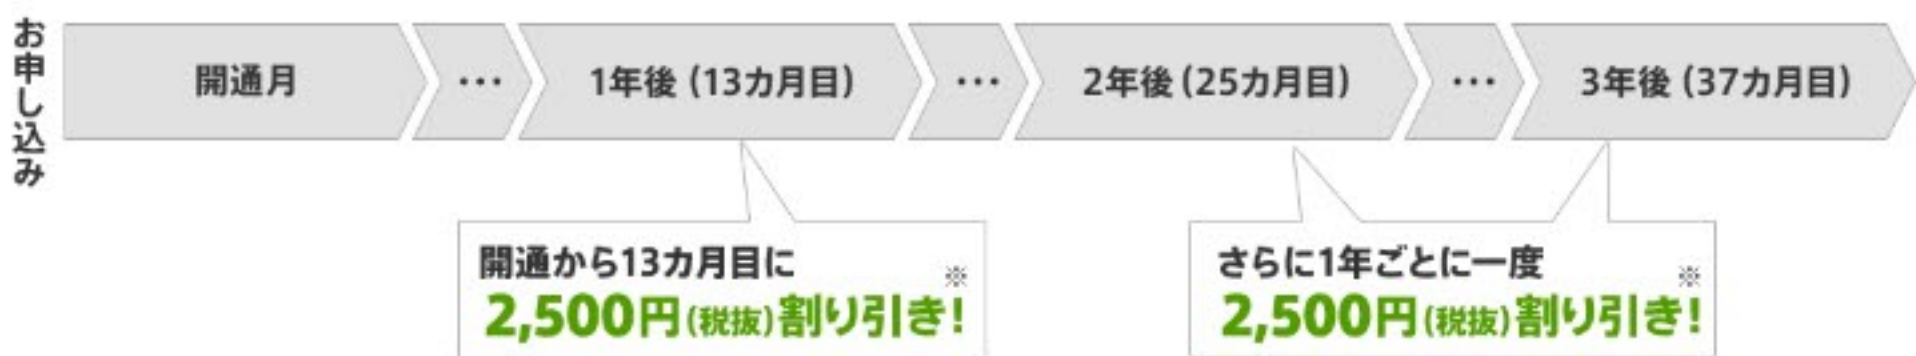 お申し込み
開通月
…
1年後（13カ月目）
…
2年後（25カ月目）
…
3年後（37カ月目）
開通から13カ月目に
2,500円（税抜）割り引き！※
さらに1年ごとに一度
2,500円（税抜）割り引き！※